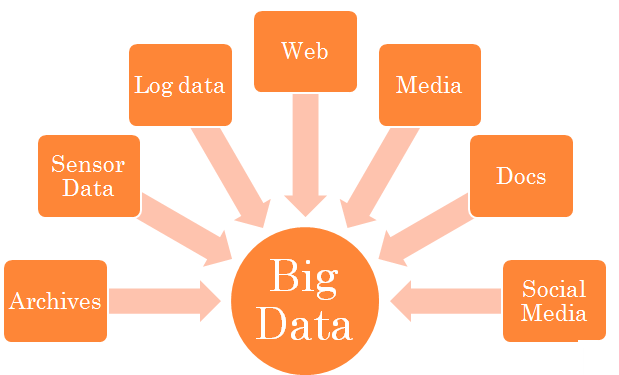 Web
Log data
Media
Sensor
Data
Docs
Archives
Big
Data
Social
Media